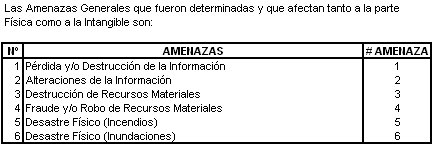 Las Amenazas Generales que fueron determinadas y que afectan tanto a la parte
Física como a la Intangible son:
Nº AMENAZAS # AMENAZA
1 Pérdida y/o Destrucción de la Información 1
2 Alteraciones de la Información 2
3 Destrucción de Recursos Materiales 3
4 Fraude y/o Robo de Recursos Materiales 4
5 Desastre Físico (Incendios) 5
6 Desastre Físico (Inundaciones) 6